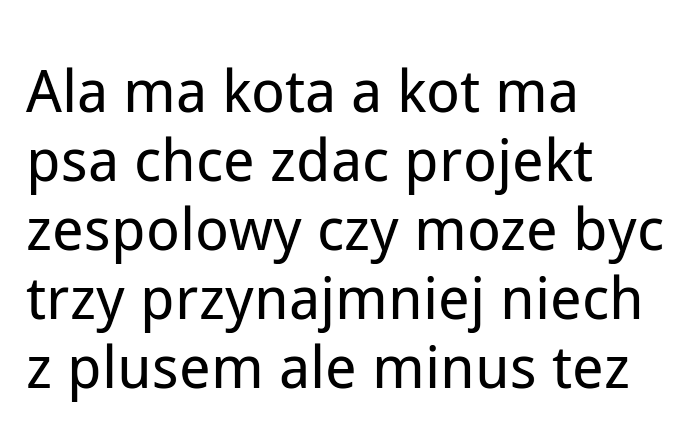 Ala ma kota a kot ma
psa chce zdac projekt
zespolowy czy moze byc
trzy przynajmniej niech
z plusem ale minus tez